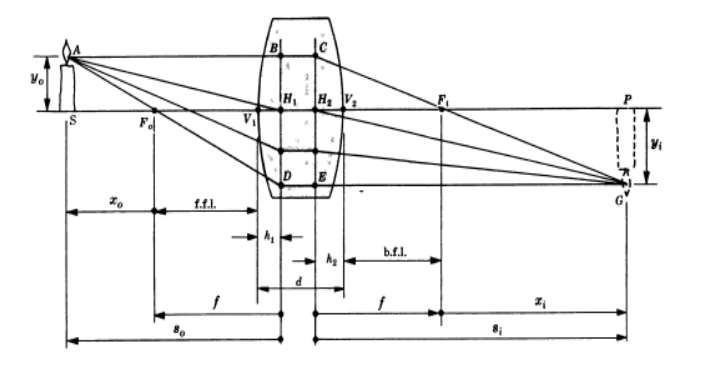 A B C
y_o
H_1 H_2 V_2 F_i P
S F_o V_1 y_i
D E
G
x_o f.f.l.
h_1 h_2 b.f.l.
d
f f x_i
s_o s_i